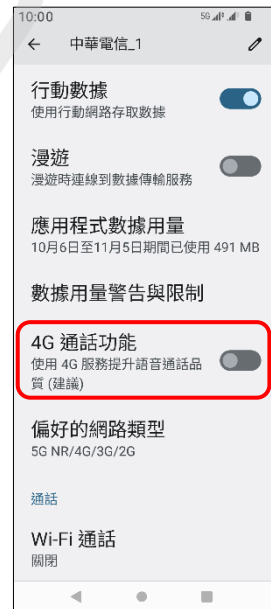 10:00 5G
中華電信_1
行動數據
使用行動網路存取數據
漫遊
漫遊時連線到數據傳輸服務
應用程式數據用量
10月6日至11月5日期間已使用 491 MB
數據用量警告與限制
4G 通話功能
使用 4G 服務提升語音通話品
質 (建議)
偏好的網路類型
5G NR/4G/3G/2G
通話
Wi-Fi 通話
關閉